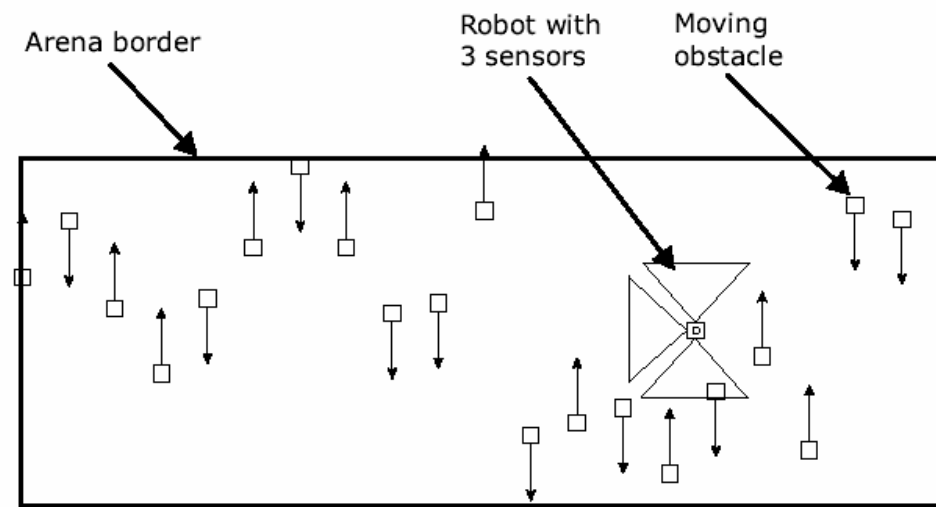 Arena border
Robot with
3 sensors
Moving
obstacle